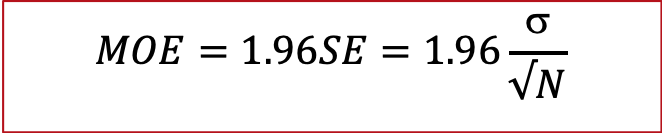 MOE = 1.96SE = 1.96 σ/√N